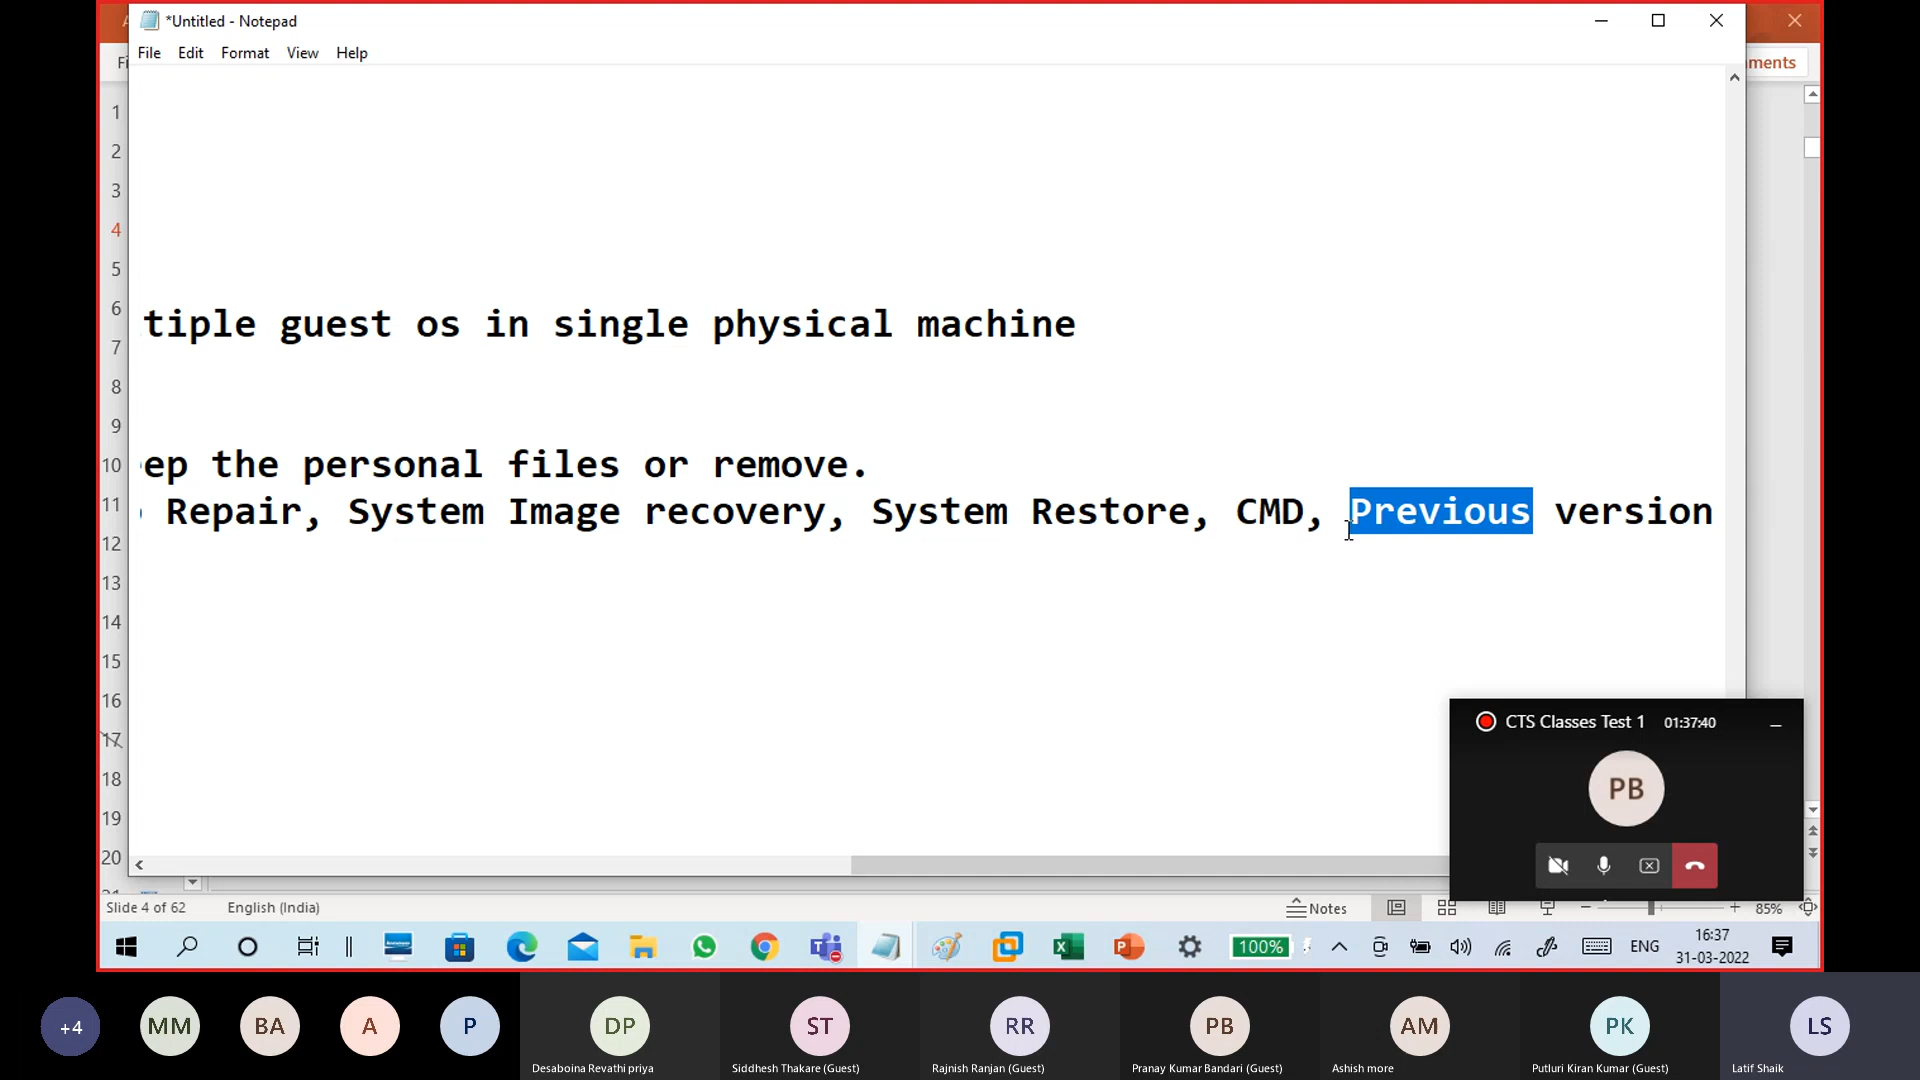 *Untitled - Notepad
File Edit Format View Help
ments
1
2
3
4
5
6
7
8
9
10
11
12
13
14
15
16
17
18
19
20
tiple guest os in single physical machine
ep the personal files or remove.
Repair, System Image recovery, System Restore, CMD, Previous version
CTS Classes Test 1 01:37:40
PB
Slide 4 of 62 English (India) Notes 85%
100% ENG 16:37
31-03-2022
+4 MM BA A P DP ST RR PB AM PK LS
Desaboina Revathi priya Siddhesh Thakare (Guest) Rajnish Ranjan (Guest) Pranay Kumar Bandari (Guest) Ashish more Putluri Kiran Kumar (Guest) Latif Shaik